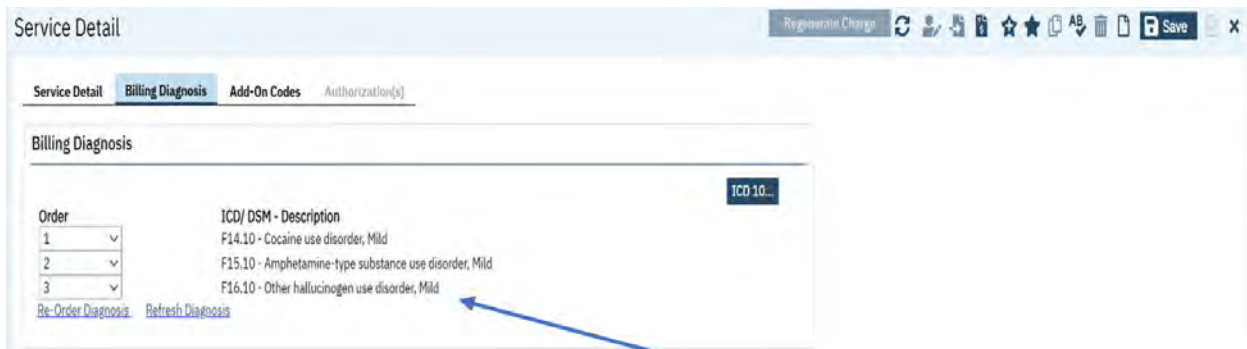 Service Detail
Regenerate Charge
Save
Service Detail Billing Diagnosis Add-On Codes Authorization(s)
Billing Diagnosis
ICD 10...
Order ICD/ DSM - Description
1 F14.10 - Cocaine use disorder, Mild
2 F15.10 - Amphetamine-type substance use disorder, Mild
3 F16.10 - Other hallucinogen use disorder, Mild
Re-Order Diagnosis Refresh Diagnosis